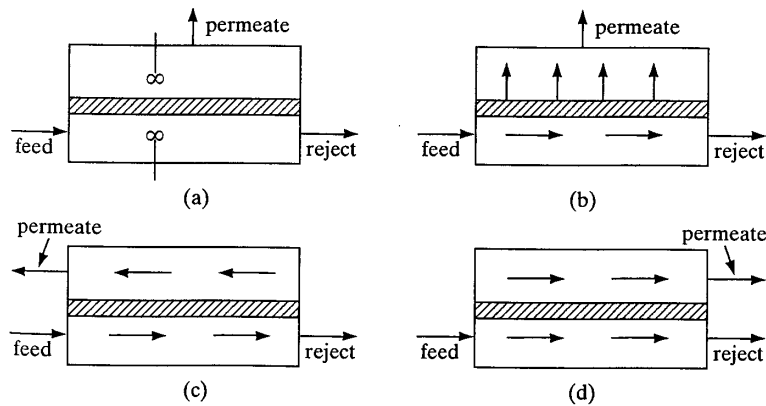 permeate
feed
reject
(a)
permeate
feed
reject
(b)
permeate
feed
reject
(c)
permeate
feed
reject
(d)